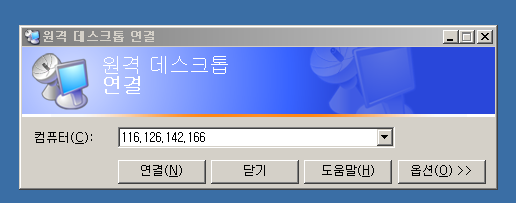 원격 데스크톱 연결
원격 데스크톱
연결
컴퓨터(C):
116,126,142,166
연결(N) 닫기 도움말(H) 옵션(O) >>